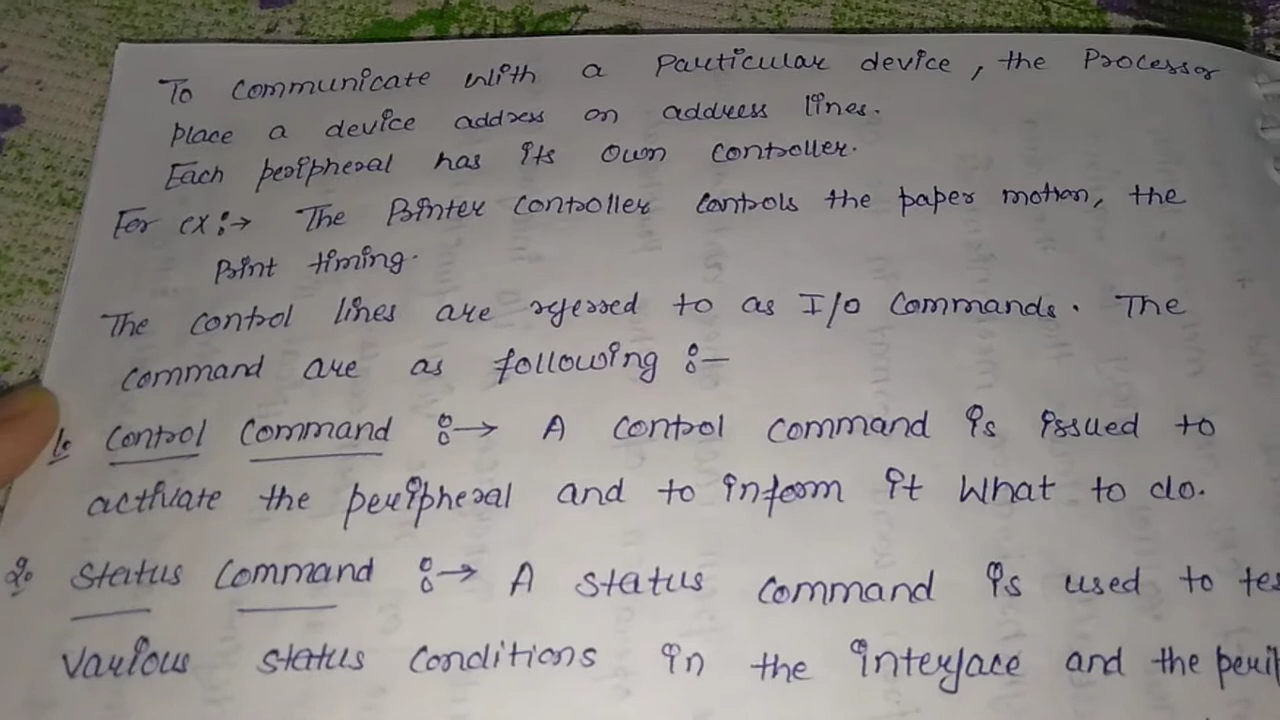 To communicate with a Particular device, the Processor
place a device address on address lines.
Each peripheral has its own controller.
For ex:→ The Printer controller controls the paper motion, the
Print timing.
The control lines are referred to as I/O Commands. The
command are as following :-
1. Control Command :→ A control command is issued to
activate the peripheral and to inform it what to do.
2. Status Command :→ A status command is used to tes
various status conditions in the interface and the perip